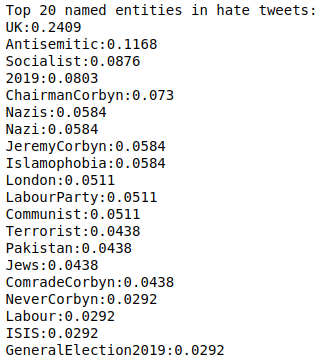 Top 20 named entities in hate tweets:
UK:0.2409
Antisemitic:0.1168
Socialist:0.0876
2019:0.0803
ChairmanCorbyn:0.073
Nazis:0.0584
Nazi:0.0584
JeremyCorbyn:0.0584
Islamophobia:0.0584
London:0.0511
LabourParty:0.0511
Communist:0.0511
Terrorist:0.0438
Pakistan:0.0438
Jews:0.0438
ComradeCorbyn:0.0438
NeverCorbyn:0.0292
Labour:0.0292
ISIS:0.0292
GeneralElection2019:0.0292